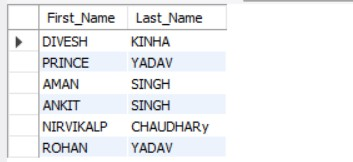 First_Name Last_Name
DIVESH KINHA
PRINCE YADAV
AMAN SINGH
ANKIT SINGH
NIRVIKALP CHAUDHARy
ROHAN YADAV